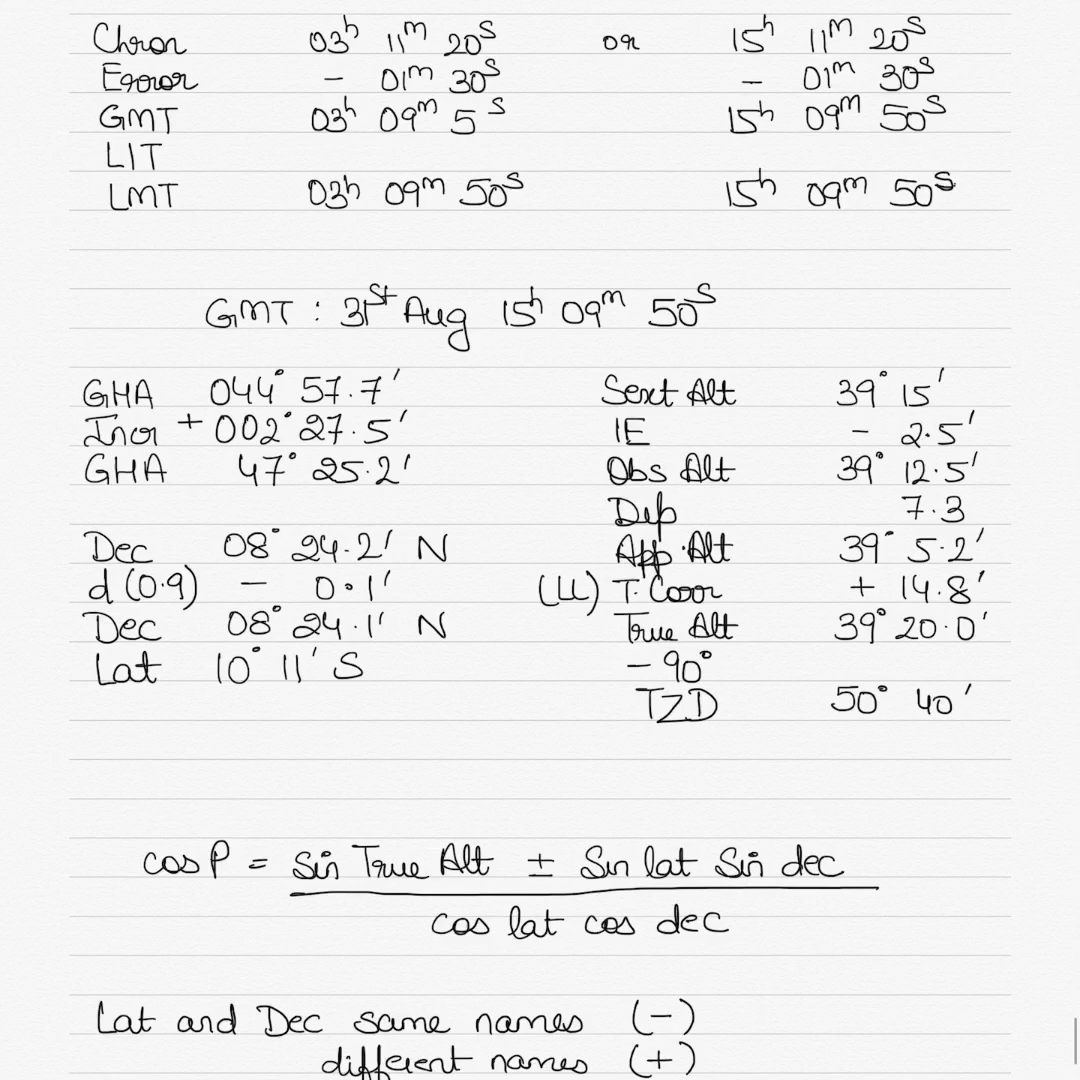 Chron 03h 11m 20s or 15h 11m 20s
Error - 01m 30s - 01m 30s
GMT 03h 09m 5s 15h 09m 50s
LIT
LMT 03h 09m 50s 15h 09m 50s
GMT : 31st Aug 15h 09m 50s
GHA 044° 57.7' Sext Alt 39° 15'
Incr + 002° 27.5' IE - 2.5'
GHA 47° 25.2' Obs Alt 39° 12.5'
Dip 7.3
Dec 08° 24.2' N App. Alt 39° 5.2'
d (0.9) - 0.1' (LL) T. Corr + 14.8'
Dec 08° 24.1' N True Alt 39° 20.0'
Lat 10° 11' S - 90°
TZD 50° 40'
cos P = Sin True Alt ± Sin lat Sin dec
cos lat cos dec
Lat and Dec same names (-)
different names (+)